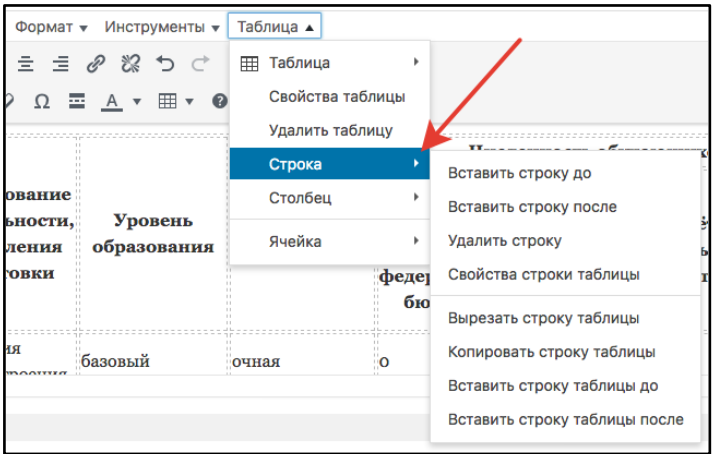 Формат Инструменты Таблица
Ω A
Таблица
Свойства таблицы
Удалить таблицу
Строка
Столбец
Ячейка
Вставить строку до
Вставить строку после
Удалить строку
Свойства строки таблицы
Вырезать строку таблицы
Копировать строку таблицы
Вставить строку таблицы до
Вставить строку таблицы после
Уровень
образования
базовый
очная
0